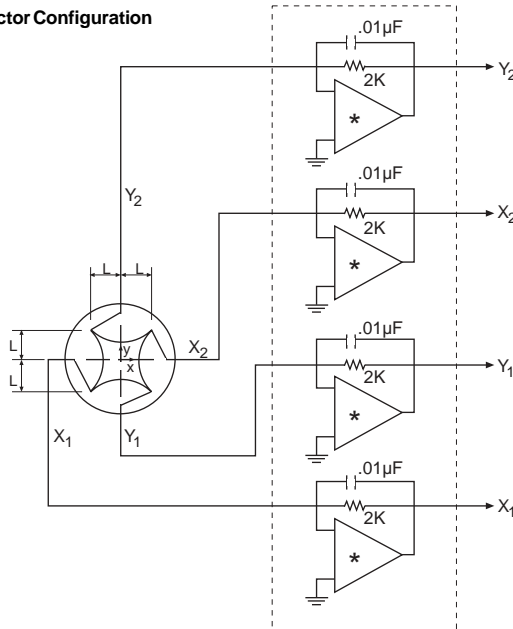 ctor Configuration
.01µF
2K
*
Y2
.01µF
2K
*
X2
Y2
L L
L
L
y
x
X2
X1
Y1
.01µF
2K
*
Y1
.01µF
2K
*
X1